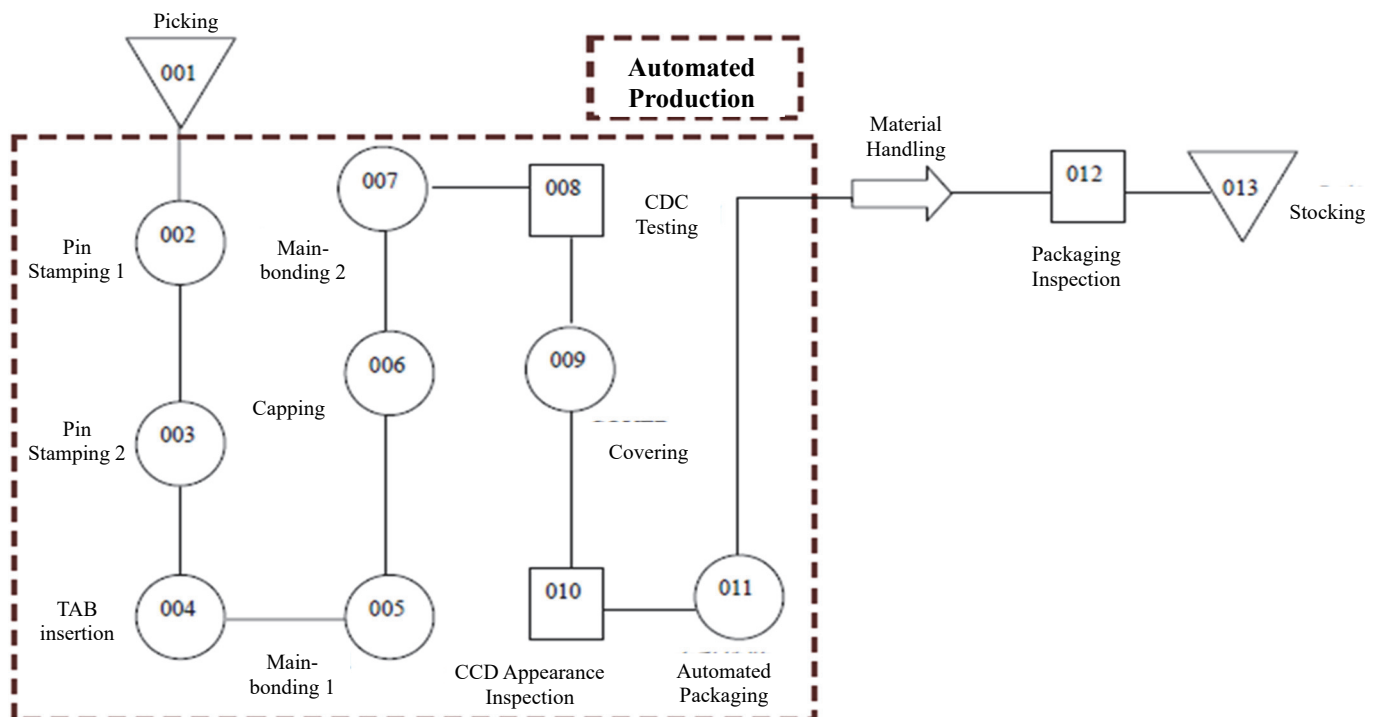 Picking
001
Automated
Production
Material
Handling
007
008
012
013
CDC
Testing
Stocking
002
Pin
Stamping 1
Main-
bonding 2
Packaging
Inspection
009
006
Capping
003
Pin
Stamping 2
Covering
010
011
004
005
TAB
insertion
Main-
bonding 1
CCD Appearance
Inspection
Automated
Packaging